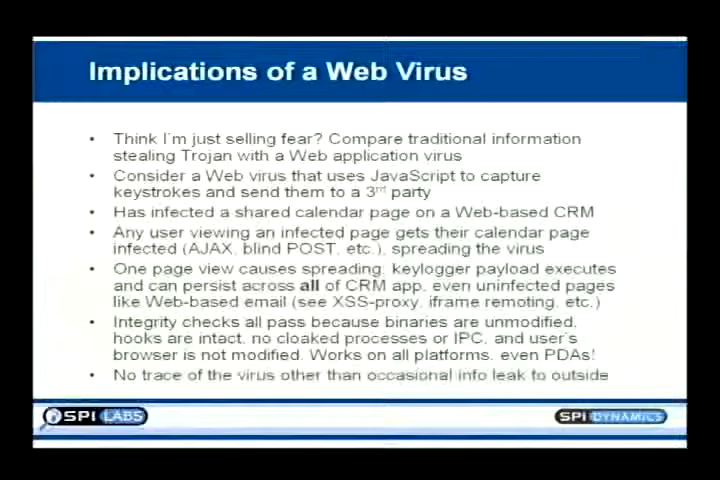 Implications of a Web Virus
• Think I'm just selling fear? Compare traditional information
stealing Trojan with a Web application virus
• Consider a Web virus that uses JavaScript to capture
keystrokes and send them to a 3rd party
• Has infected a shared calendar page on a Web-based CRM
• Any user viewing an infected page gets their calendar page
infected (AJAX, blind POST, etc.), spreading the virus
• One page view causes spreading; keylogger payload executes
and can persist across all of CRM app, even uninfected pages
like Web-based email (see XSS-proxy, iframe remoting, etc.)
• Integrity checks all pass because binaries are unmodified,
hooks are intact, no cloaked processes or IPC, and user's
browser is not modified. Works on all platforms, even PDAs!
• No trace of the virus other than occasional info leak to outside
SPI LABS
SPI DYNAMICS